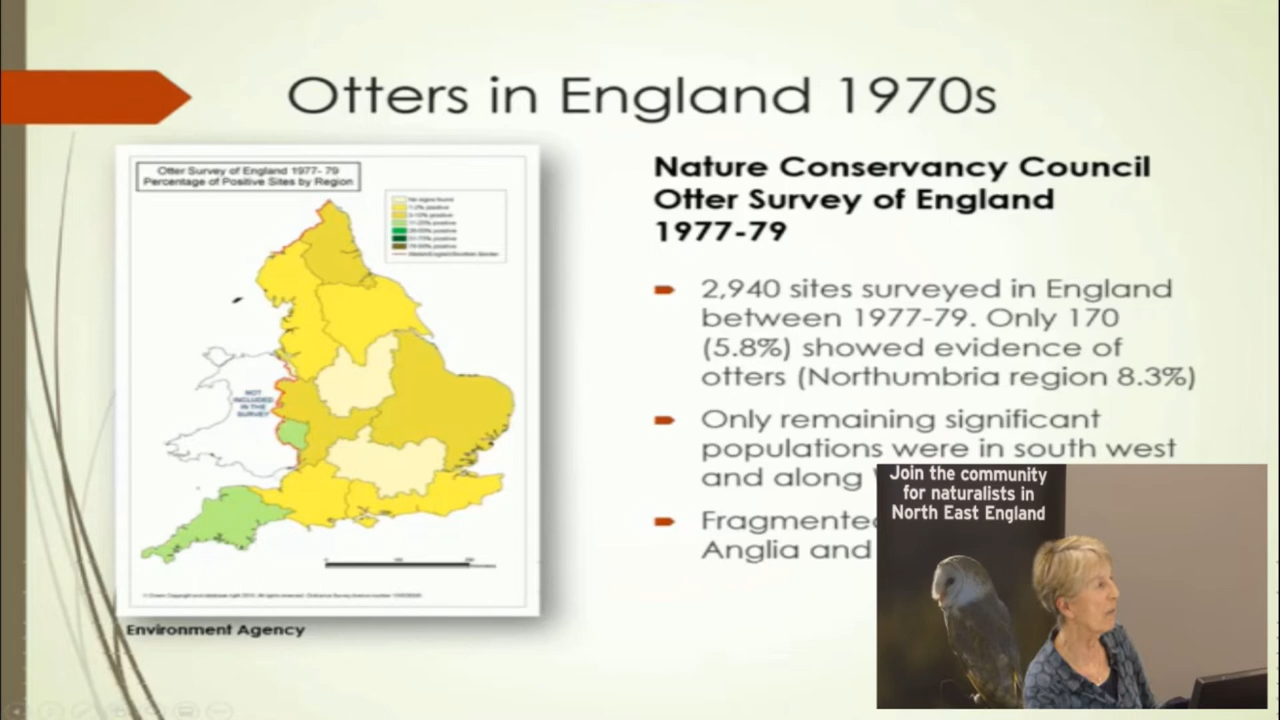 Otters in England 1970s
Otter Survey of England 1977- 79
Percentage of Positive Sites by Region
No signs found
NOT
INCLUDED
IN THE
SURVEY
Environment Agency
Nature Conservancy Council
Otter Survey of England
1977-79
2,940 sites surveyed in England
between 1977-79. Only 170
(5.8%) showed evidence of
otters (Northumbria region 8.3%)
Only remaining significant
populations were in south west
and along
Fragmented
Anglia and
Join the community
for naturalists in
North East England